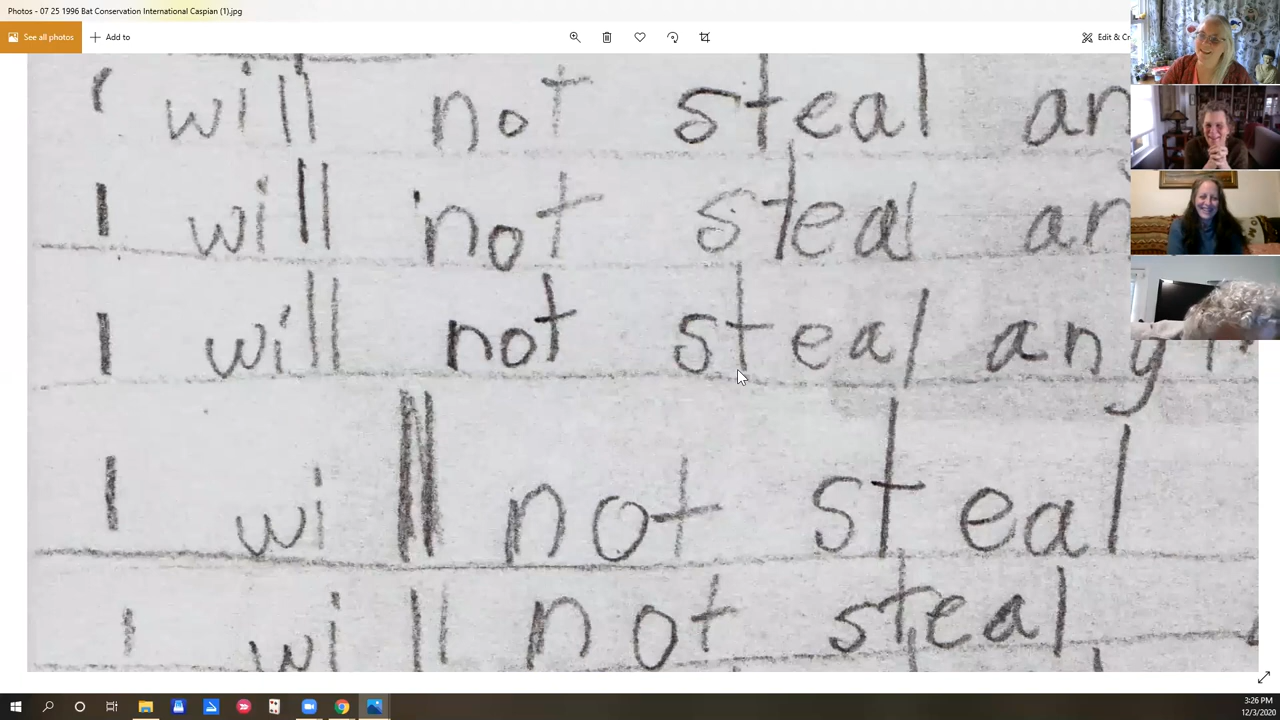 Photos - 07 25 1996 Bat Conservation International Caspian (1).jpg
See all photos
Add to
Edit & Cr
I will not steal an
I will not steal an
I will not steal any
I will not steal
I will not steal
3:26 PM
12/3/2020